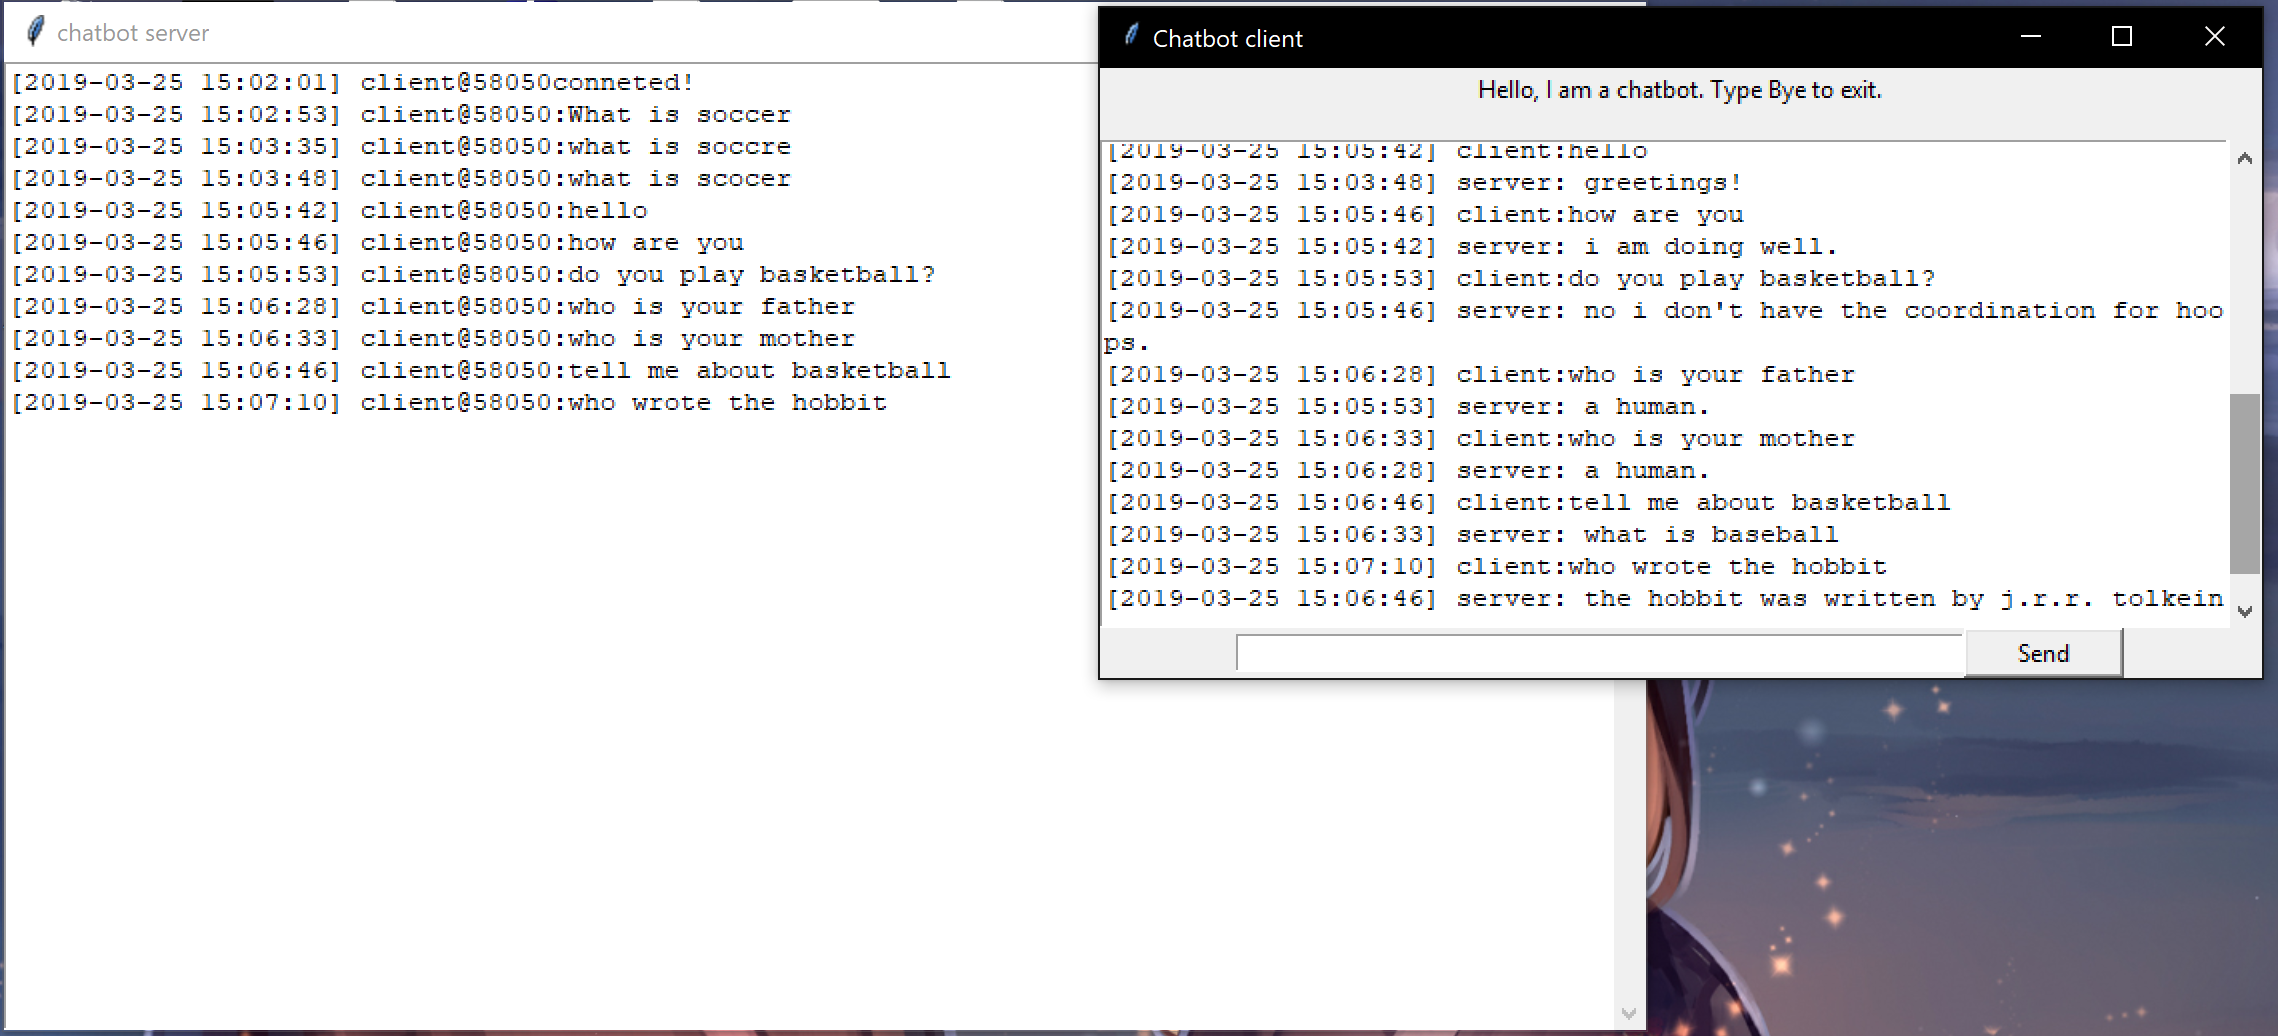 chatbot server
[2019-03-25 15:02:01] client@58050conneted!
[2019-03-25 15:02:53] client@58050:What is soccer
[2019-03-25 15:03:35] client@58050:what is soccre
[2019-03-25 15:03:48] client@58050:what is scocer
[2019-03-25 15:05:42] client@58050:hello
[2019-03-25 15:05:46] client@58050:how are you
[2019-03-25 15:05:53] client@58050:do you play basketball?
[2019-03-25 15:06:28] client@58050:who is your father
[2019-03-25 15:06:33] client@58050:who is your mother
[2019-03-25 15:06:46] client@58050:tell me about basketball
[2019-03-25 15:07:10] client@58050:who wrote the hobbit
Chatbot client
Hello, I am a chatbot. Type Bye to exit.
[2019-03-25 15:05:42] client:hello
[2019-03-25 15:03:48] server: greetings!
[2019-03-25 15:05:46] client:how are you
[2019-03-25 15:05:42] server: i am doing well.
[2019-03-25 15:05:53] client:do you play basketball?
[2019-03-25 15:05:46] server: no i don't have the coordination for hoo
ps.
[2019-03-25 15:06:28] client:who is your father
[2019-03-25 15:05:53] server: a human.
[2019-03-25 15:06:33] client:who is your mother
[2019-03-25 15:06:28] server: a human.
[2019-03-25 15:06:46] client:tell me about basketball
[2019-03-25 15:06:33] server: what is baseball
[2019-03-25 15:07:10] client:who wrote the hobbit
[2019-03-25 15:06:46] server: the hobbit was written by j.r.r. tolkein
Send